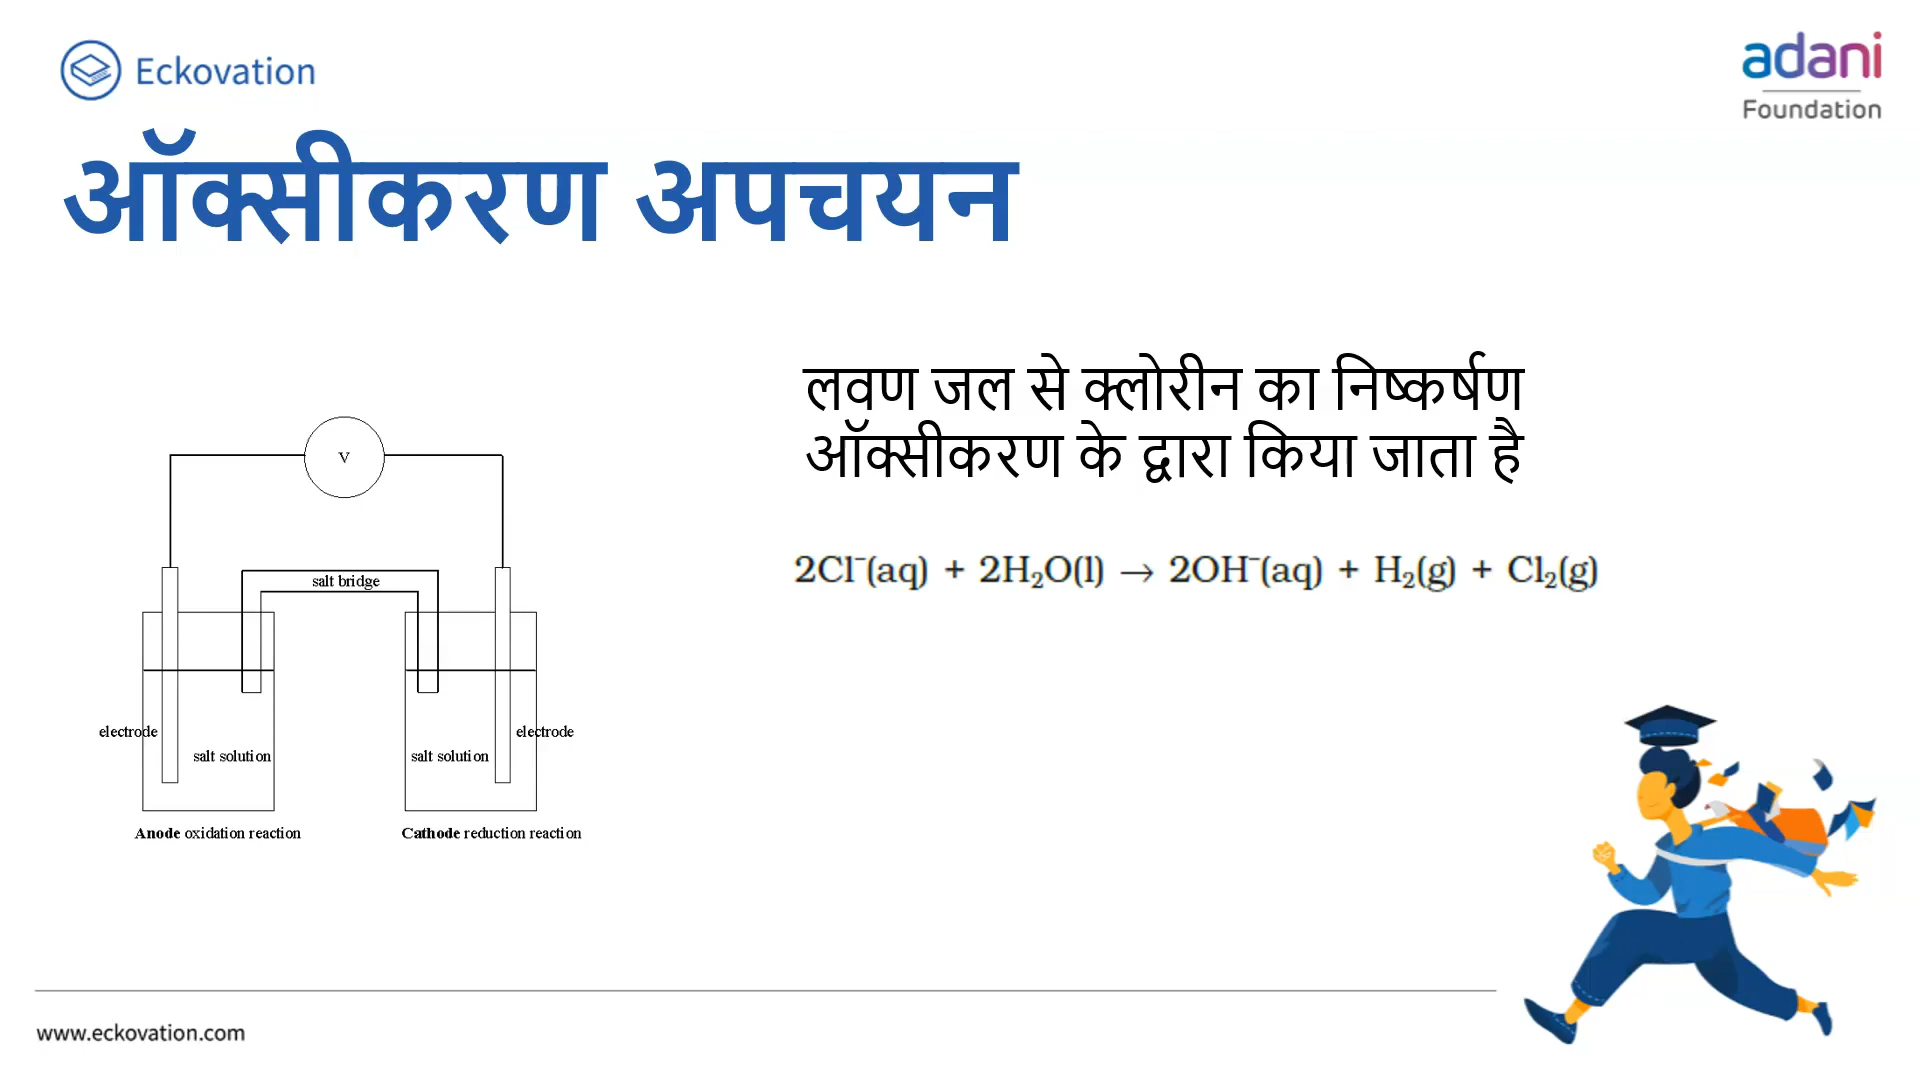 Eckovation
adani
Foundation
ऑक्सीकरण अपचयन
लवण जल से क्लोरीन का निष्कर्षण
ऑक्सीकरण के द्वारा किया जाता है
2Cl⁻(aq) + 2H₂O(l) → 2OH⁻(aq) + H₂(g) + Cl₂(g)
V
salt bridge
electrode
electrode
salt solution
salt solution
Anode oxidation reaction
Cathode reduction reaction
www.eckovation.com